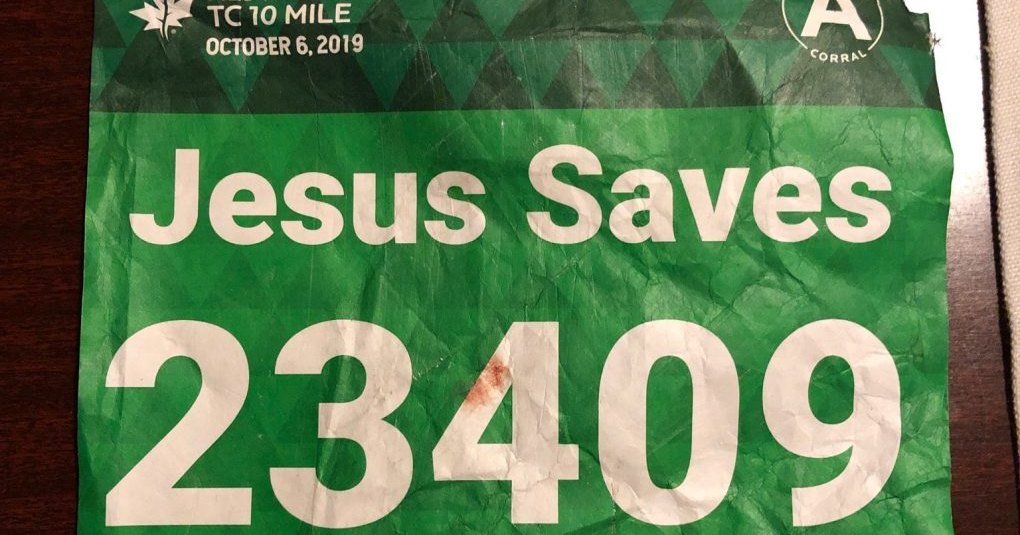 TC 10 MILE
OCTOBER 6, 2019
A
CORRAL
Jesus Saves
23409